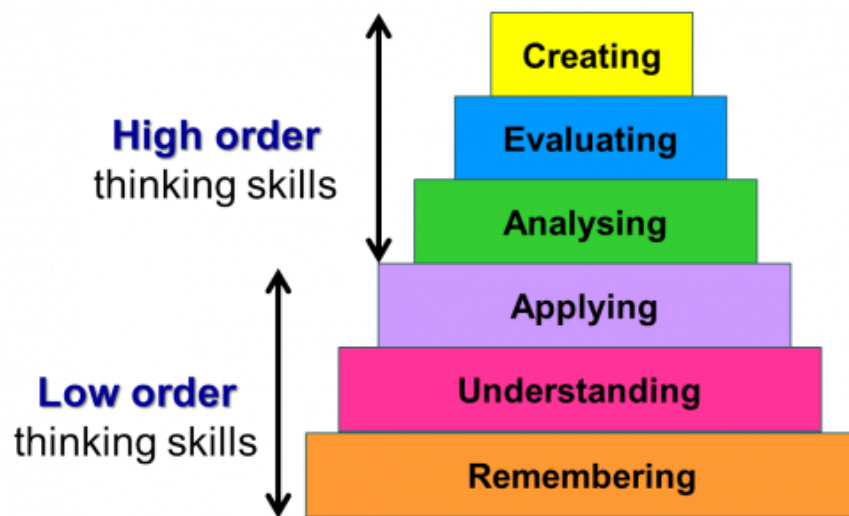 Creating
Evaluating
High order
thinking skills
Analysing
Applying
Understanding
Low order
thinking skills
Remembering